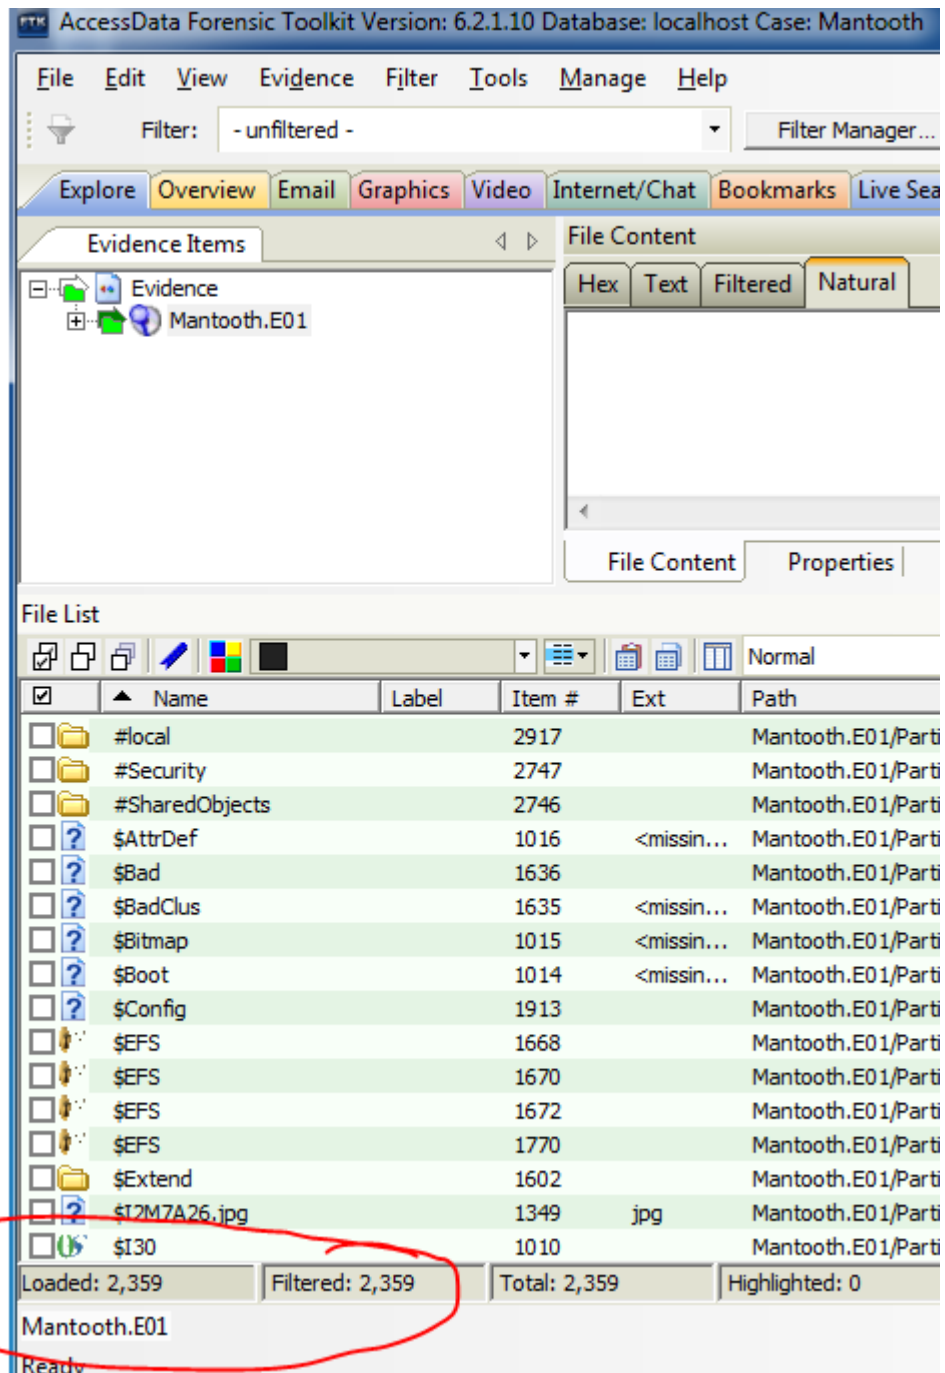 AccessData Forensic Toolkit Version: 6.2.1.10 Database: localhost Case: Mantooth
File Edit View Evidence Filter Tools Manage Help
Filter: - unfiltered - Filter Manager...
Explore Overview Email Graphics Video Internet/Chat Bookmarks Live Sea
Evidence Items File Content
Hex Text Filtered Natural
Evidence
Mantooth.E01
File Content Properties
File List
Normal
Name Label Item # Ext Path
#local 2917 Mantooth.E01/Parti
#Security 2747 Mantooth.E01/Parti
#SharedObjects 2746 Mantooth.E01/Parti
$AttrDef 1016 <missin... Mantooth.E01/Parti
$Bad 1636 Mantooth.E01/Parti
$BadClus 1635 <missin... Mantooth.E01/Parti
$Bitmap 1015 <missin... Mantooth.E01/Parti
$Boot 1014 <missin... Mantooth.E01/Parti
$Config 1913 Mantooth.E01/Parti
$EFS 1668 Mantooth.E01/Parti
$EFS 1670 Mantooth.E01/Parti
$EFS 1672 Mantooth.E01/Parti
$EFS 1770 Mantooth.E01/Parti
$Extend 1602 Mantooth.E01/Parti
$I2M7A26.jpg 1349 jpg Mantooth.E01/Parti
$I30 1010 Mantooth.E01/Parti
Loaded: 2,359 Filtered: 2,359 Total: 2,359 Highlighted: 0
Mantooth.E01
Ready